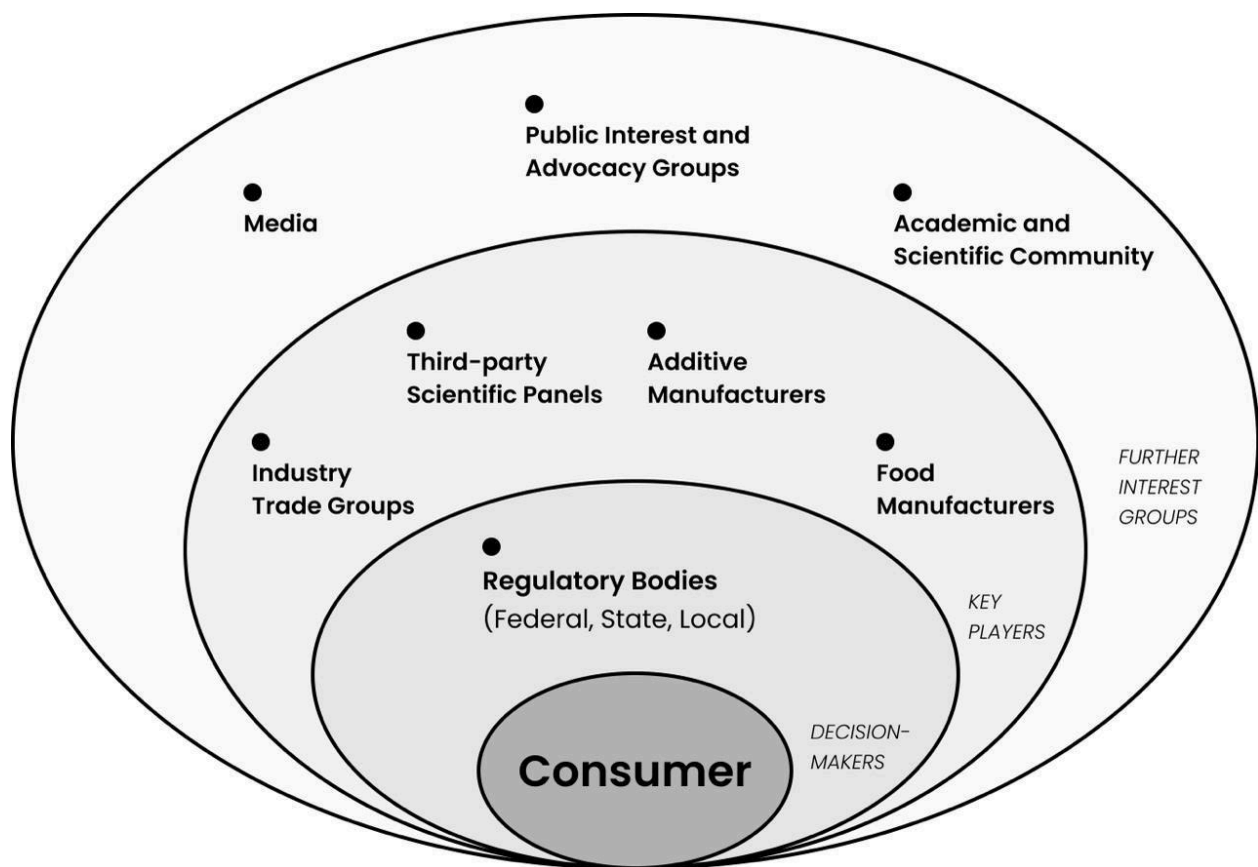 Public Interest and
Advocacy Groups
Media
Academic and
Scientific Community
Third-party
Scientific Panels
Additive
Manufacturers
Industry
Trade Groups
Food
Manufacturers
FURTHER
INTEREST
GROUPS
Regulatory Bodies
(Federal, State, Local)
KEY
PLAYERS
DECISION-
MAKERS
Consumer